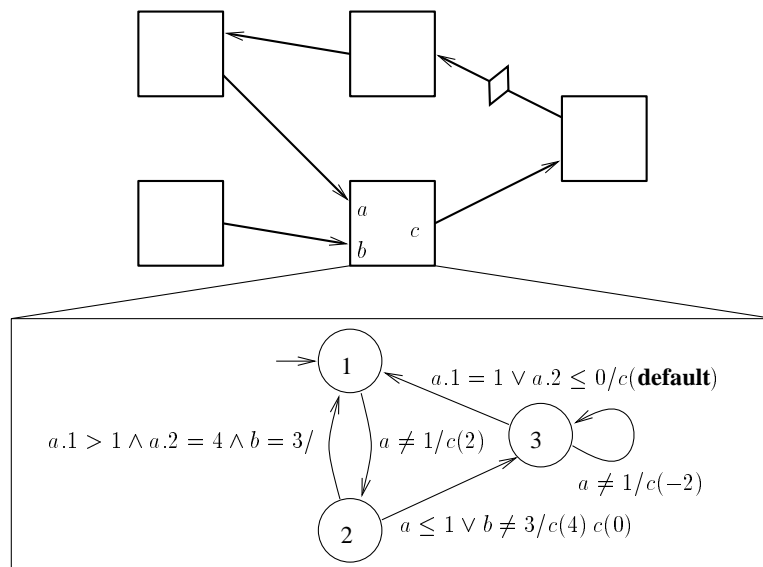 a
c
b
1
a.1 = 1 ∨ a.2 ≤ 0/c(default)
a.1 > 1 ∧ a.2 = 4 ∧ b = 3/
a ≠ 1/c(2)
3
a ≠ 1/c(−2)
a ≤ 1 ∨ b ≠ 3/c(4) c(0)
2